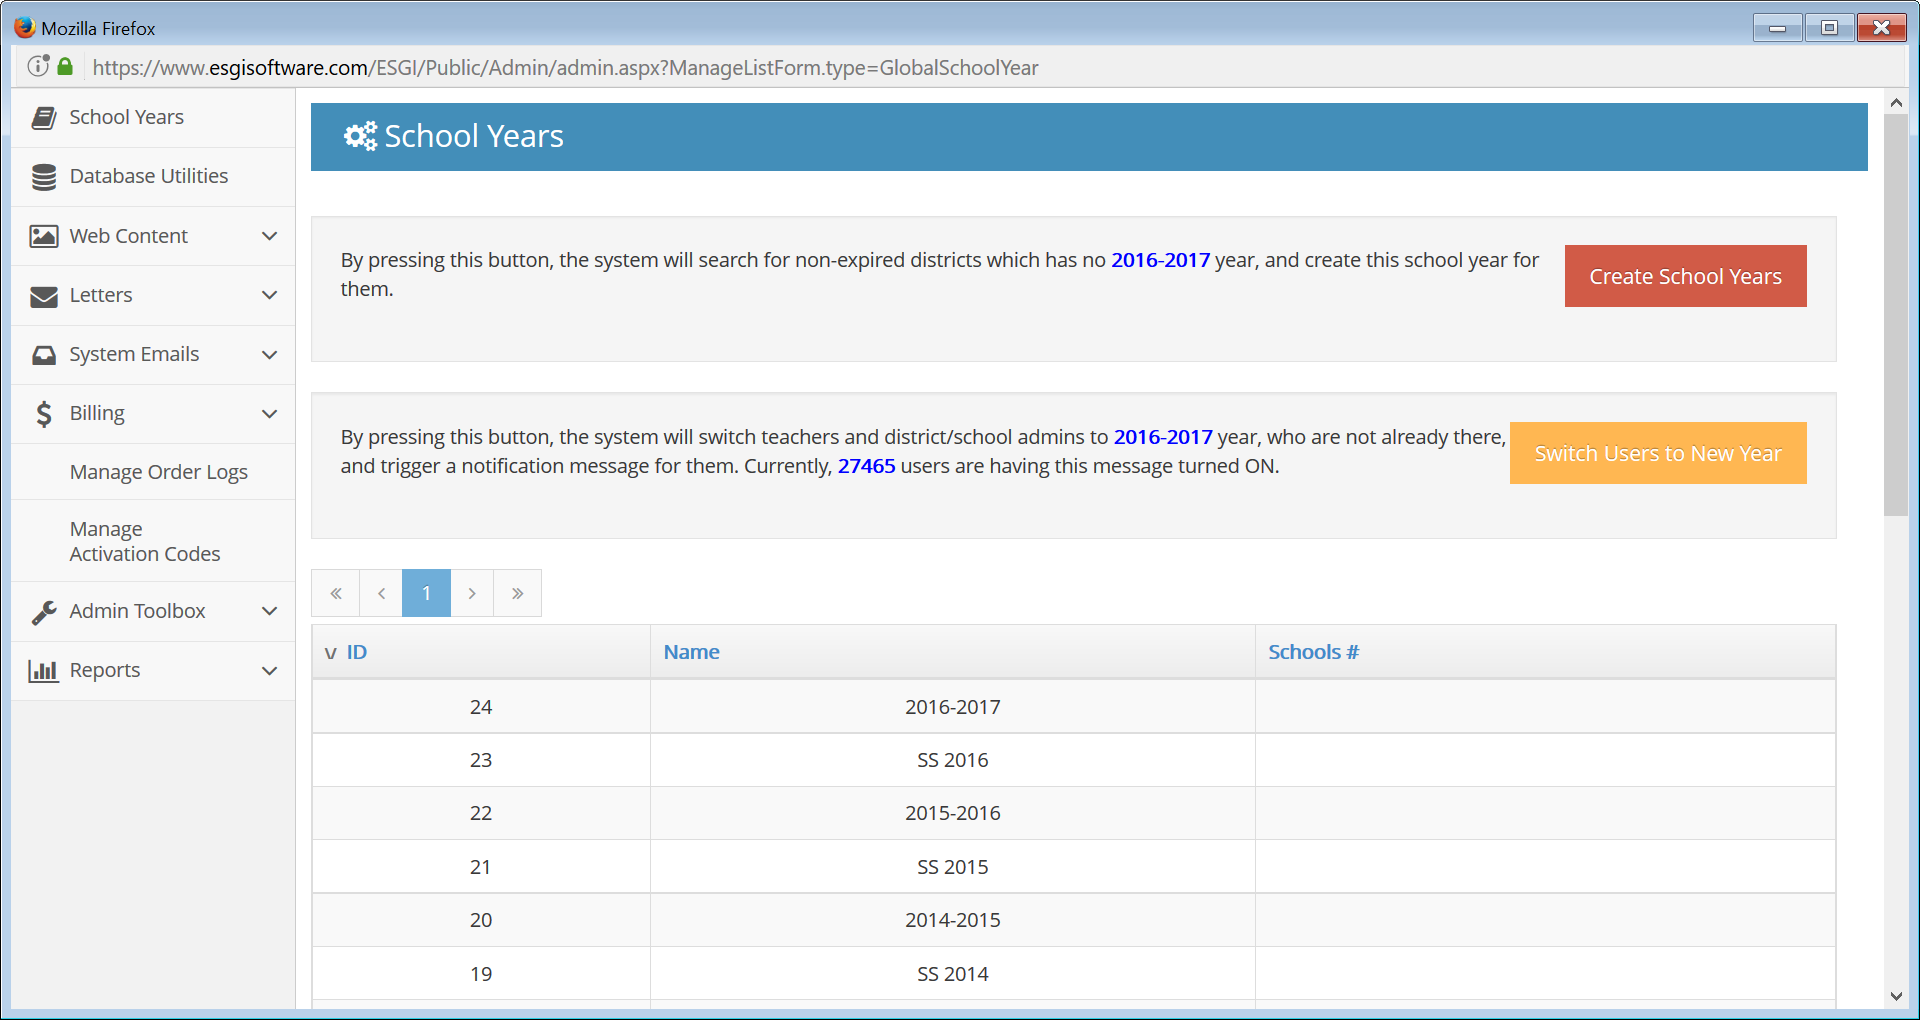 Mozilla Firefox
https://www.esgisoftware.com/ESGI/Public/Admin/admin.aspx?ManageListForm.type=GlobalSchoolYear
School Years
Database Utilities
Web Content
Letters
System Emails
Billing
Manage Order Logs
Manage
Activation Codes
Admin Toolbox
Reports
School Years
By pressing this button, the system will search for non-expired districts which has no 2016-2017 year, and create this school year for
them.
Create School Years
By pressing this button, the system will switch teachers and district/school admins to 2016-2017 year, who are not already there,
and trigger a notification message for them. Currently, 27465 users are having this message turned ON.
Switch Users to New Year
« ‹ 1 › »
v ID Name Schools #
24 2016-2017
23 SS 2016
22 2015-2016
21 SS 2015
20 2014-2015
19 SS 2014